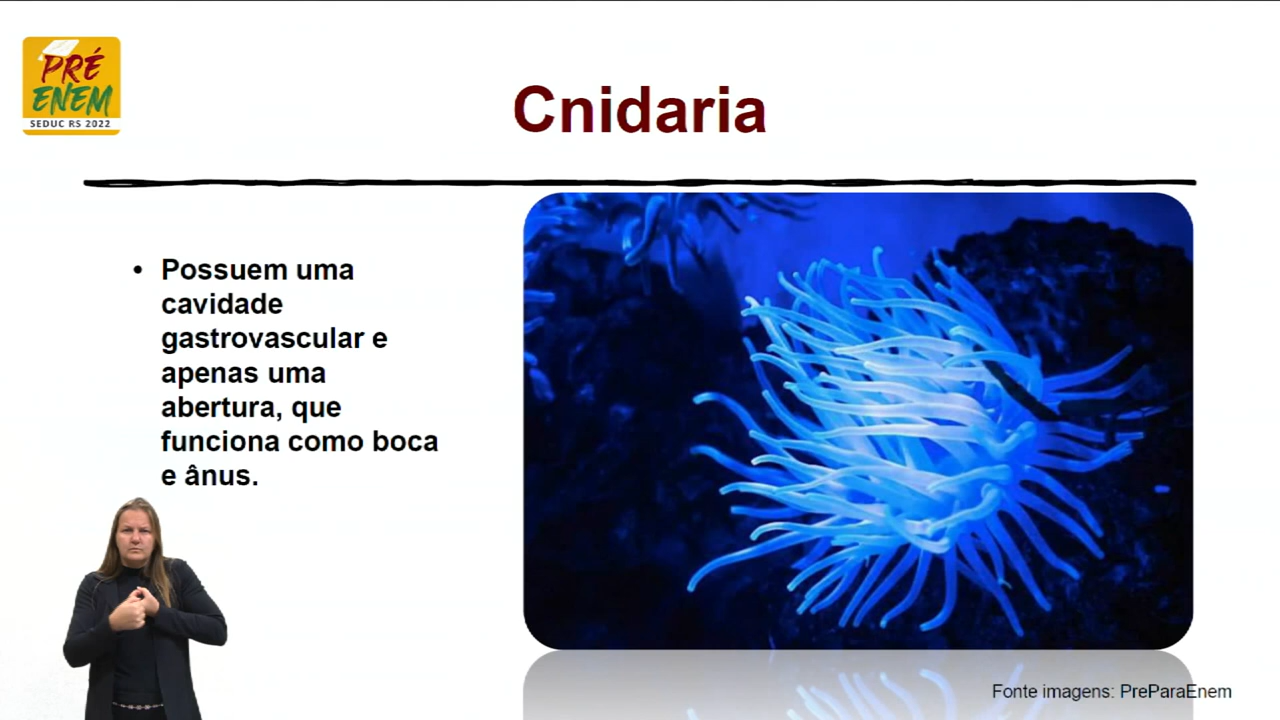 PRÉ
ENEM
SEDUC RS 2022
Cnidaria
• Possuem uma
cavidade
gastrovascular e
apenas uma
abertura, que
funciona como boca
e ânus.
Fonte imagens: PreParaEnem